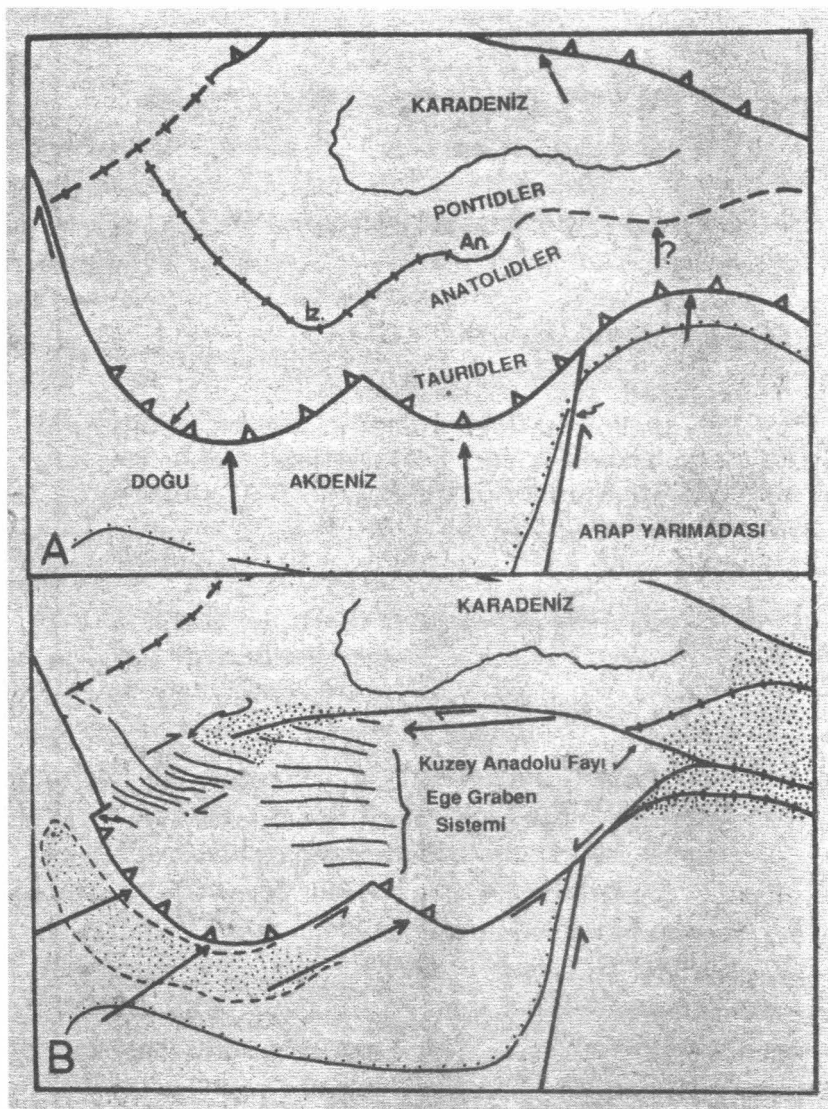 KARADENİZ
PONTIDLER
An.
ANATOLIDLER
?
İz.
TAURIDLER
DOĞU AKDENİZ
ARAP YARIMADASI
A
KARADENİZ
Kuzey Anadolu Fayı
Ege Graben
Sistemi
B